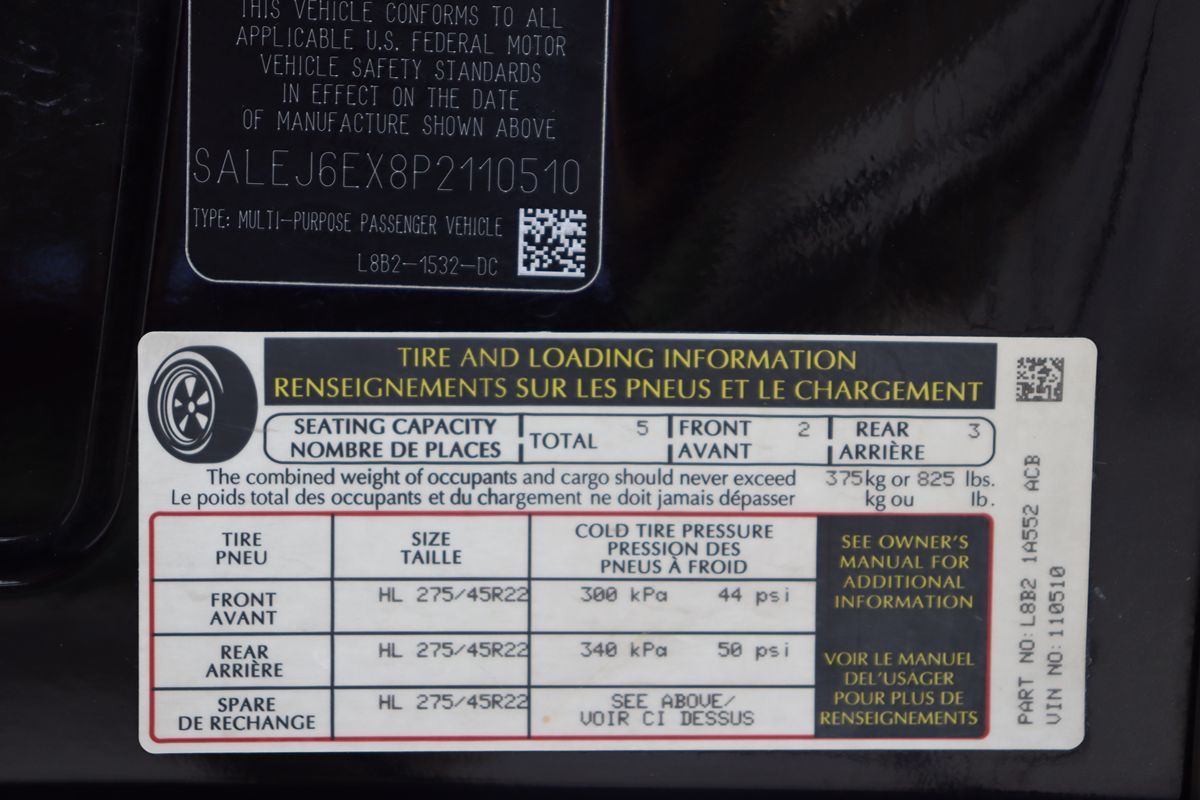 THIS VEHICLE CONFORMS TO ALL
APPLICABLE U.S. FEDERAL MOTOR
VEHICLE SAFETY STANDARDS
IN EFFECT ON THE DATE
OF MANUFACTURE SHOWN ABOVE
SALEJ6EX8P2110510
TYPE: MULTI-PURPOSE PASSENGER VEHICLE
L8B2-1532-DC
TIRE AND LOADING INFORMATION
RENSEIGNEMENTS SUR LES PNEUS ET LE CHARGEMENT
SEATING CAPACITY
NOMBRE DE PLACES
TOTAL 5
FRONT 2
AVANT
REAR 3
ARRIÈRE
The combined weight of occupants and cargo should never exceed 375kg or 825 lbs.
Le poids total des occupants et du chargement ne doit jamais dépasser kg ou lb.
TIRE
PNEU
SIZE
TAILLE
COLD TIRE PRESSURE
PRESSION DES
PNEUS À FROID
FRONT
AVANT
HL 275/45R22
300 kPa 44 psi
REAR
ARRIÈRE
HL 275/45R22
340 kPa 50 psi
SPARE
DE RECHANGE
HL 275/45R22
SEE ABOVE/
VOIR CI DESSUS
SEE OWNER'S
MANUAL FOR
ADDITIONAL
INFORMATION
VOIR LE MANUEL
DEL'USAGER
POUR PLUS DE
RENSEIGNEMENTS
PART NO:L8B2 1A552 ACB
VIN NO:110510